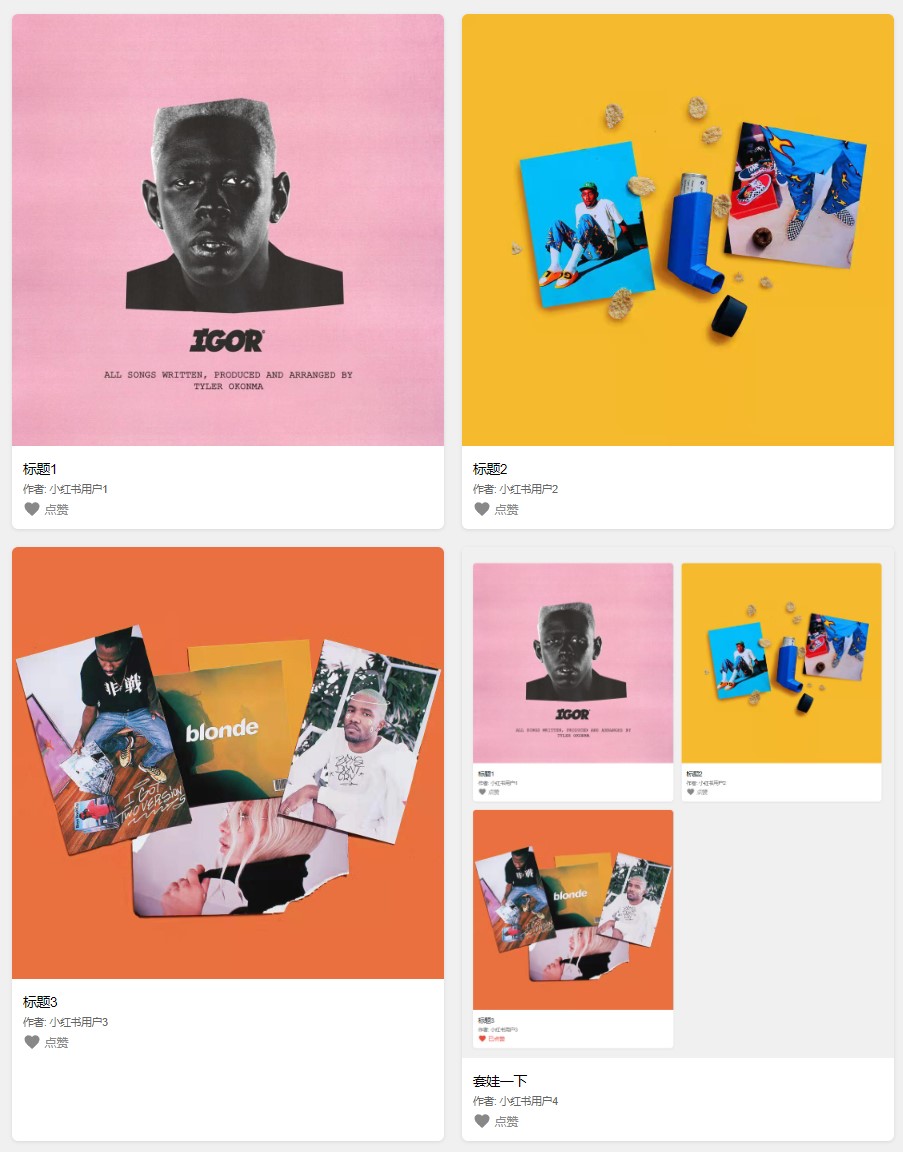 IGOR
ALL SONGS WRITTEN, PRODUCED AND ARRANGED BY
TYLER OKONMA
标题1
作者: 小红书用户1
点赞
标题2
作者: 小红书用户2
点赞
非戦
blonde
I GOT
TWO VERSION
标题3
作者: 小红书用户3
点赞
IGOR
ALL SONGS WRITTEN, PRODUCED AND ARRANGED BY
TYLER OKONMA
标题1
作者: 小红书用户1
点赞
标题2
作者: 小红书用户2
点赞
blonde
标题3
作者: 小红书用户3
已点赞
套娃一下
作者: 小红书用户4
点赞